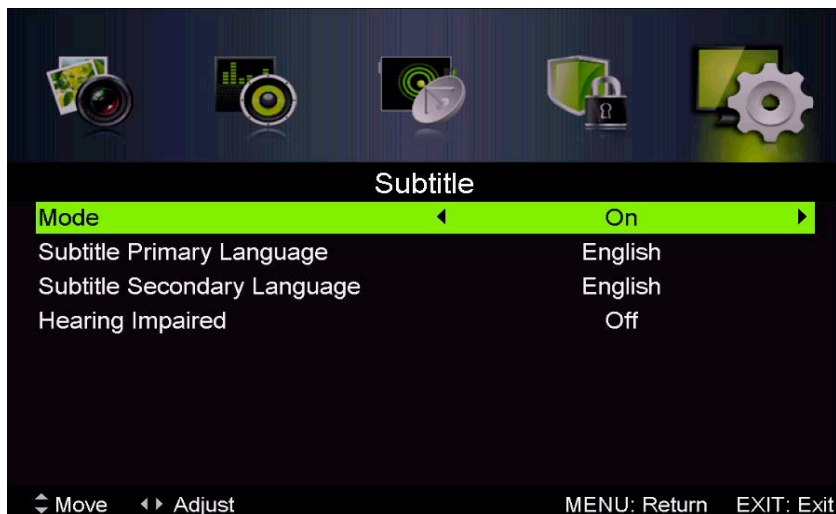 Subtitle
Mode On
Subtitle Primary Language English
Subtitle Secondary Language English
Hearing Impaired Off
Move Adjust MENU: Return EXIT: Exit